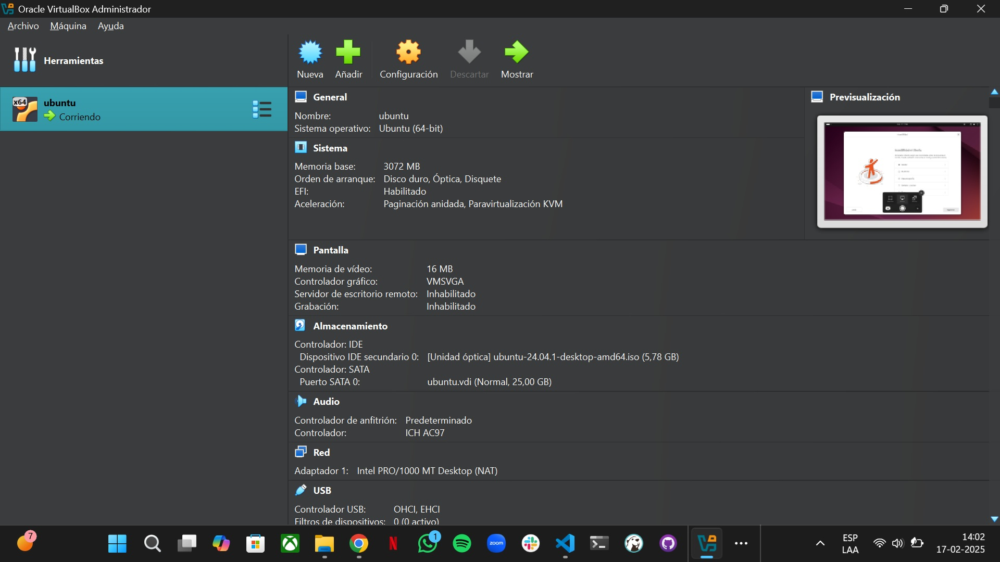 Oracle VirtualBox Administrador
Archivo Máquina Ayuda
Herramientas
Nueva Añadir Configuración Descartar Mostrar
x64
ubuntu
Corriendo
General
Nombre: ubuntu
Sistema operativo: Ubuntu (64-bit)
Previsualización
Sistema
Memoria base: 3072 MB
Orden de arranque: Disco duro, Óptica, Disquete
EFI: Habilitado
Aceleración: Paginación anidada, Paravirtualización KVM
Pantalla
Memoria de vídeo: 16 MB
Controlador gráfico: VMSVGA
Servidor de escritorio remoto: Inhabilitado
Grabación: Inhabilitado
Almacenamiento
Controlador: IDE
Dispositivo IDE secundario 0: [Unidad óptica] ubuntu-24.04.1-desktop-amd64.iso (5,78 GB)
Controlador: SATA
Puerto SATA 0: ubuntu.vdi (Normal, 25,00 GB)
Audio
Controlador de anfitrión: Predeterminado
Controlador: ICH AC97
Red
Adaptador 1: Intel PRO/1000 MT Desktop (NAT)
USB
Controlador USB: OHCI, EHCI
Filtros de dispositivos: 0 (0 activo)
7
N
1
zoom
ESP
LAA
14:02
17-02-2025